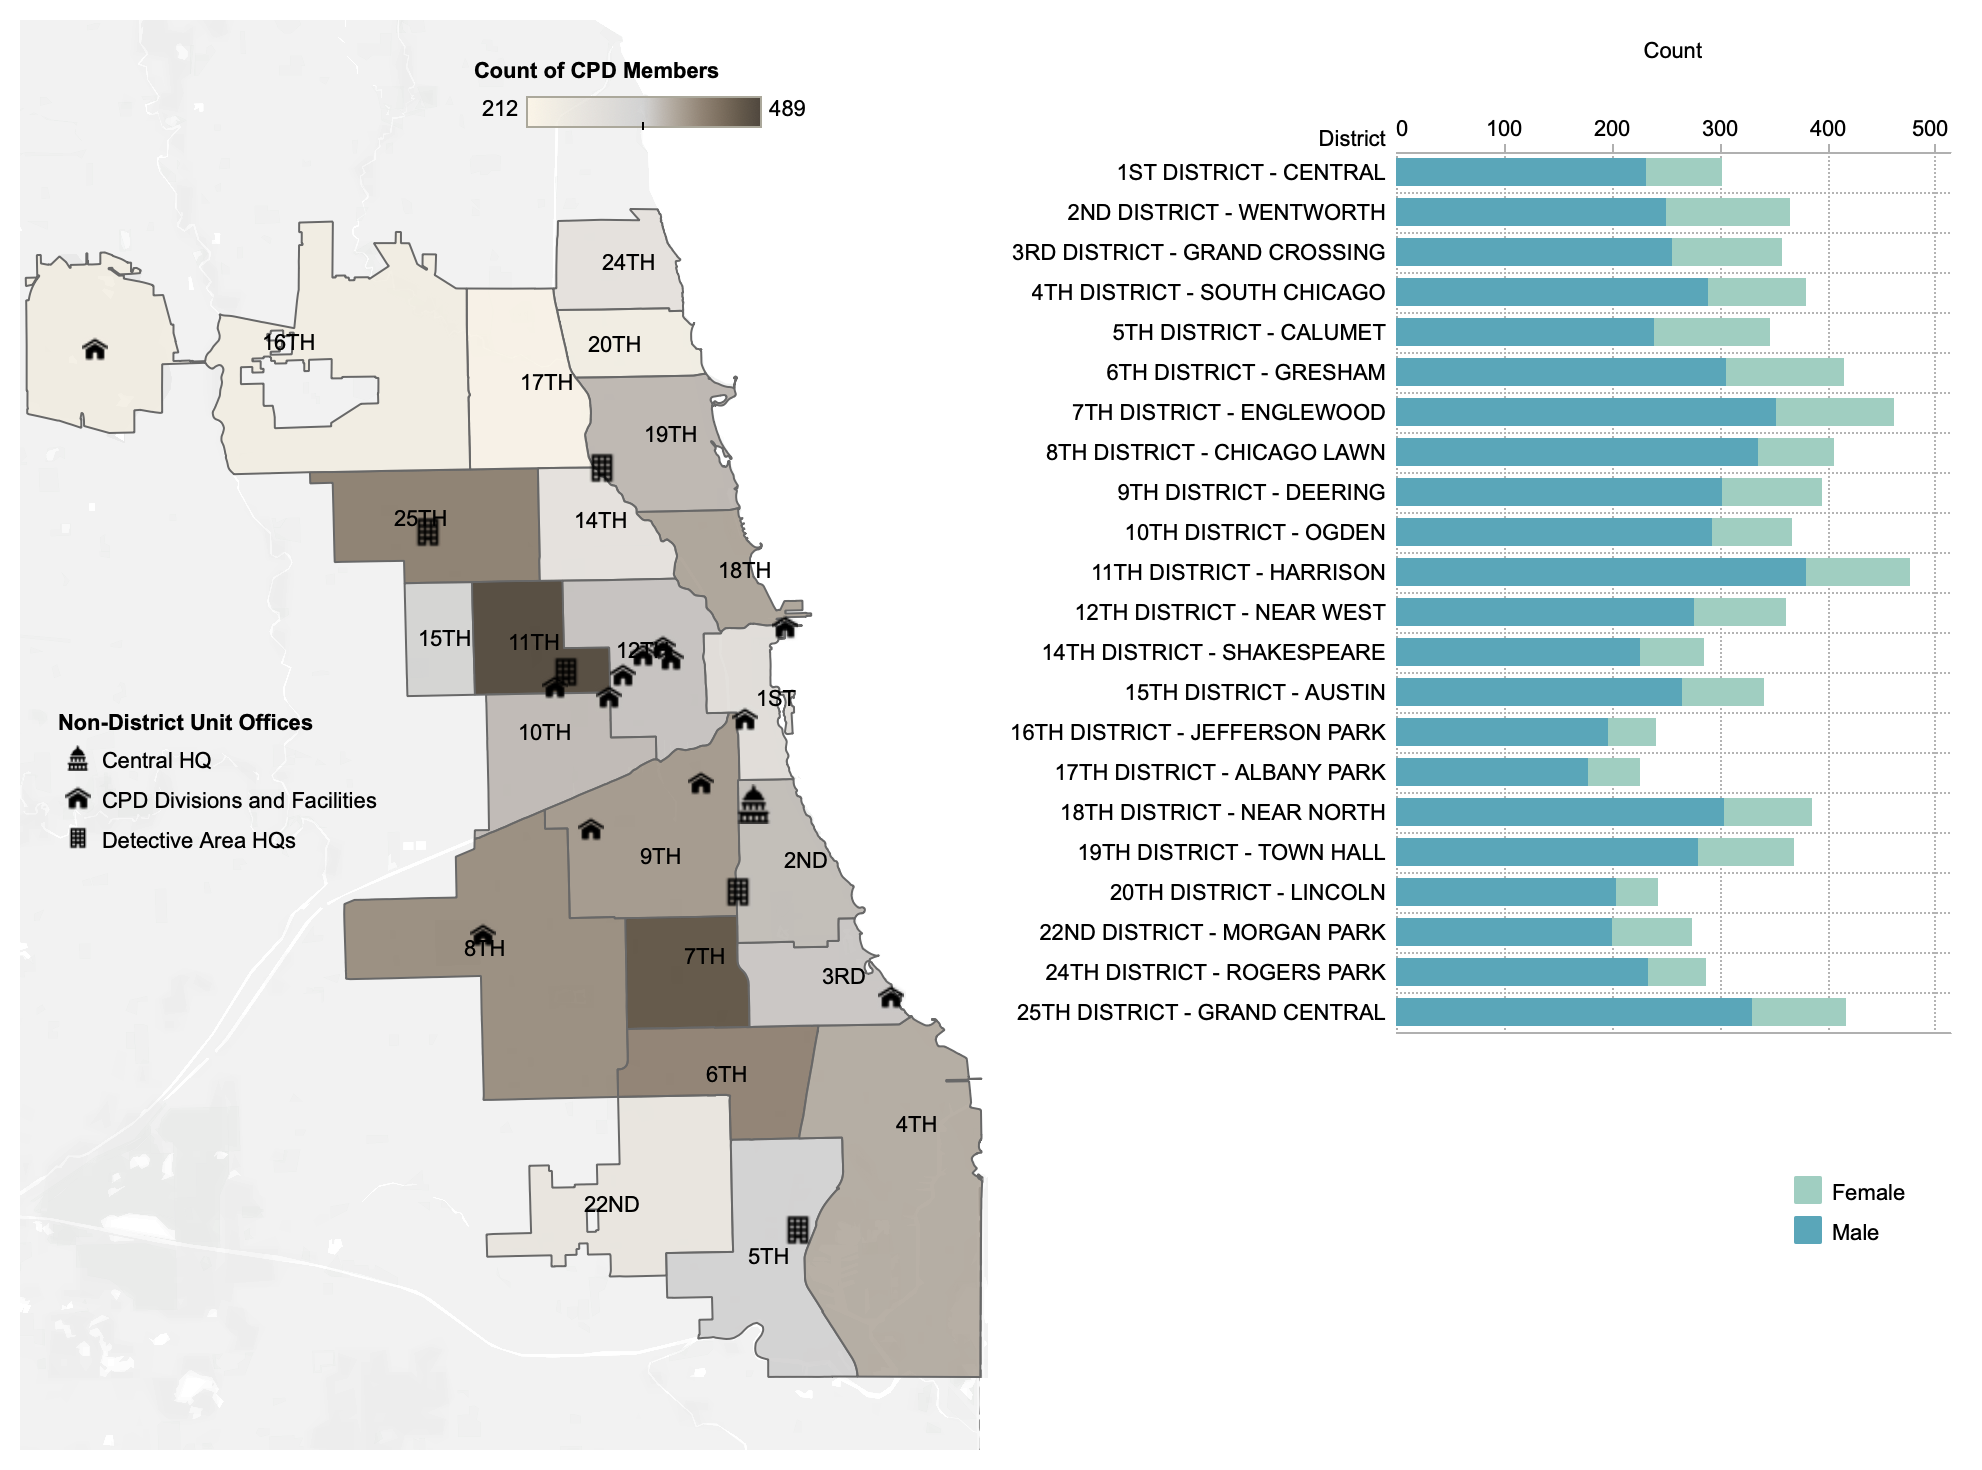 Count of CPD Members
212 489
24TH
16TH
20TH
17TH
19TH
25TH
14TH
18TH
15TH
11TH
1ST
10TH
9TH
2ND
8TH
7TH
3RD
6TH
4TH
22ND
5TH
Non-District Unit Offices
Central HQ
CPD Divisions and Facilities
Detective Area HQs
Count
District 0 100 200 300 400 500
1ST DISTRICT - CENTRAL
2ND DISTRICT - WENTWORTH
3RD DISTRICT - GRAND CROSSING
4TH DISTRICT - SOUTH CHICAGO
5TH DISTRICT - CALUMET
6TH DISTRICT - GRESHAM
7TH DISTRICT - ENGLEWOOD
8TH DISTRICT - CHICAGO LAWN
9TH DISTRICT - DEERING
10TH DISTRICT - OGDEN
11TH DISTRICT - HARRISON
12TH DISTRICT - NEAR WEST
14TH DISTRICT - SHAKESPEARE
15TH DISTRICT - AUSTIN
16TH DISTRICT - JEFFERSON PARK
17TH DISTRICT - ALBANY PARK
18TH DISTRICT - NEAR NORTH
19TH DISTRICT - TOWN HALL
20TH DISTRICT - LINCOLN
22ND DISTRICT - MORGAN PARK
24TH DISTRICT - ROGERS PARK
25TH DISTRICT - GRAND CENTRAL
Female
Male